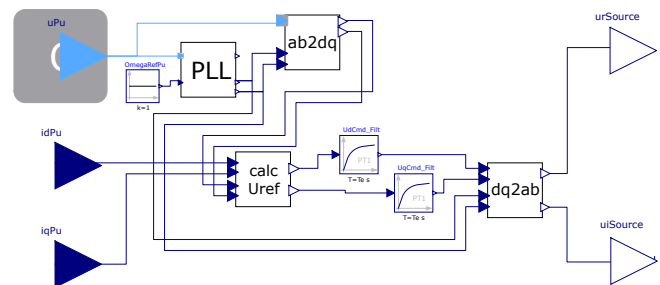 uPu
OmegaRefPu
k=1
PLL
ab2dq
urSource
idPu
UdCmd_Filt
PT1
T=Te s
calc
Uref
UqCmd_Filt
PT1
T=Te s
dq2ab
iqPu
uiSource